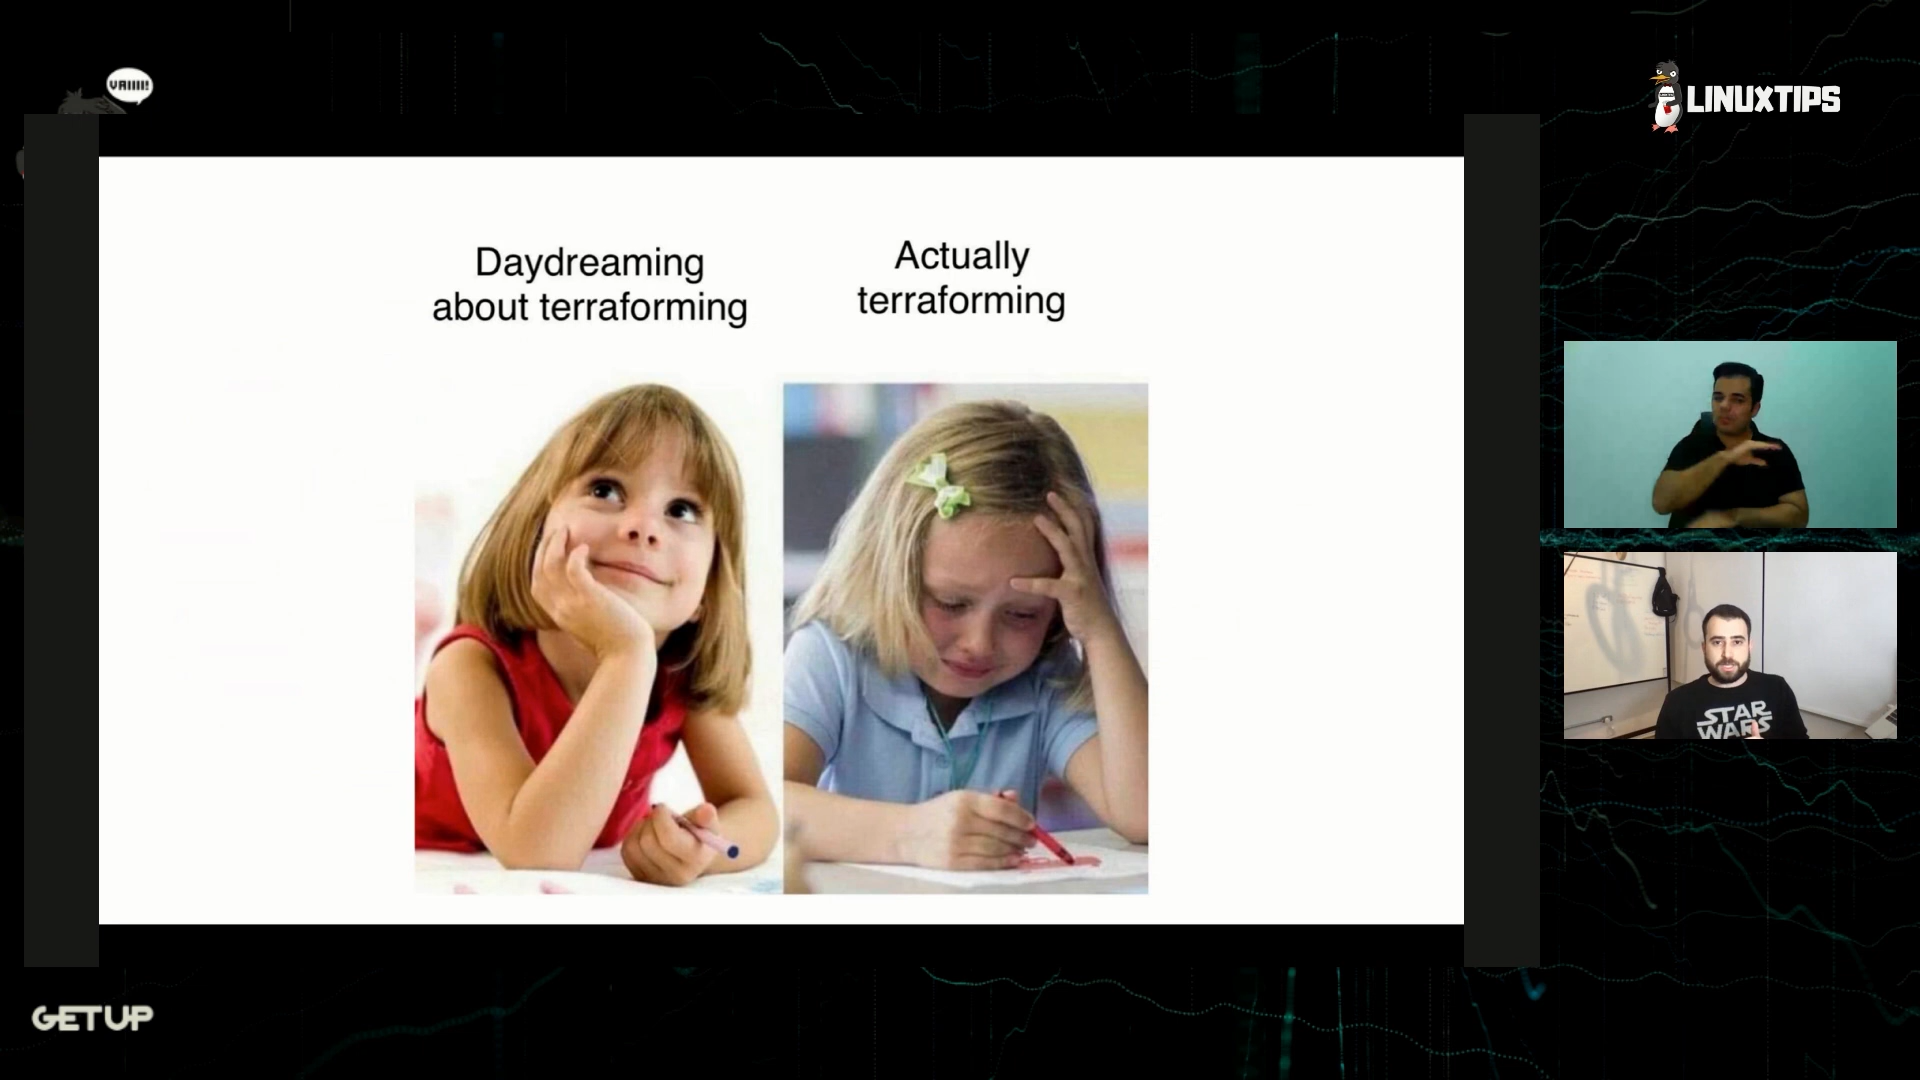 VAIIII!
LINUXTIPS
Daydreaming
about terraforming
Actually
terraforming
STAR
WARS
GETUP